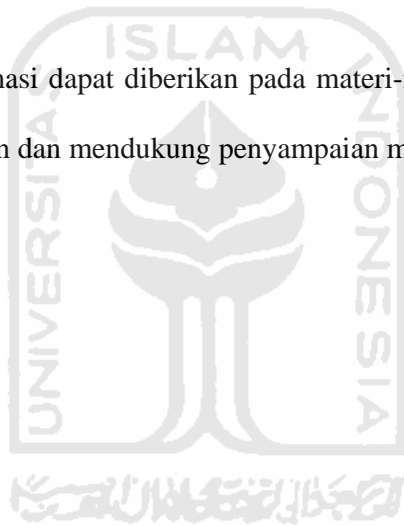 ISLAM
nasi dapat diberikan pada materi-
n dan mendukung penyampaian m
UNIVERSITAS
INDONESIA